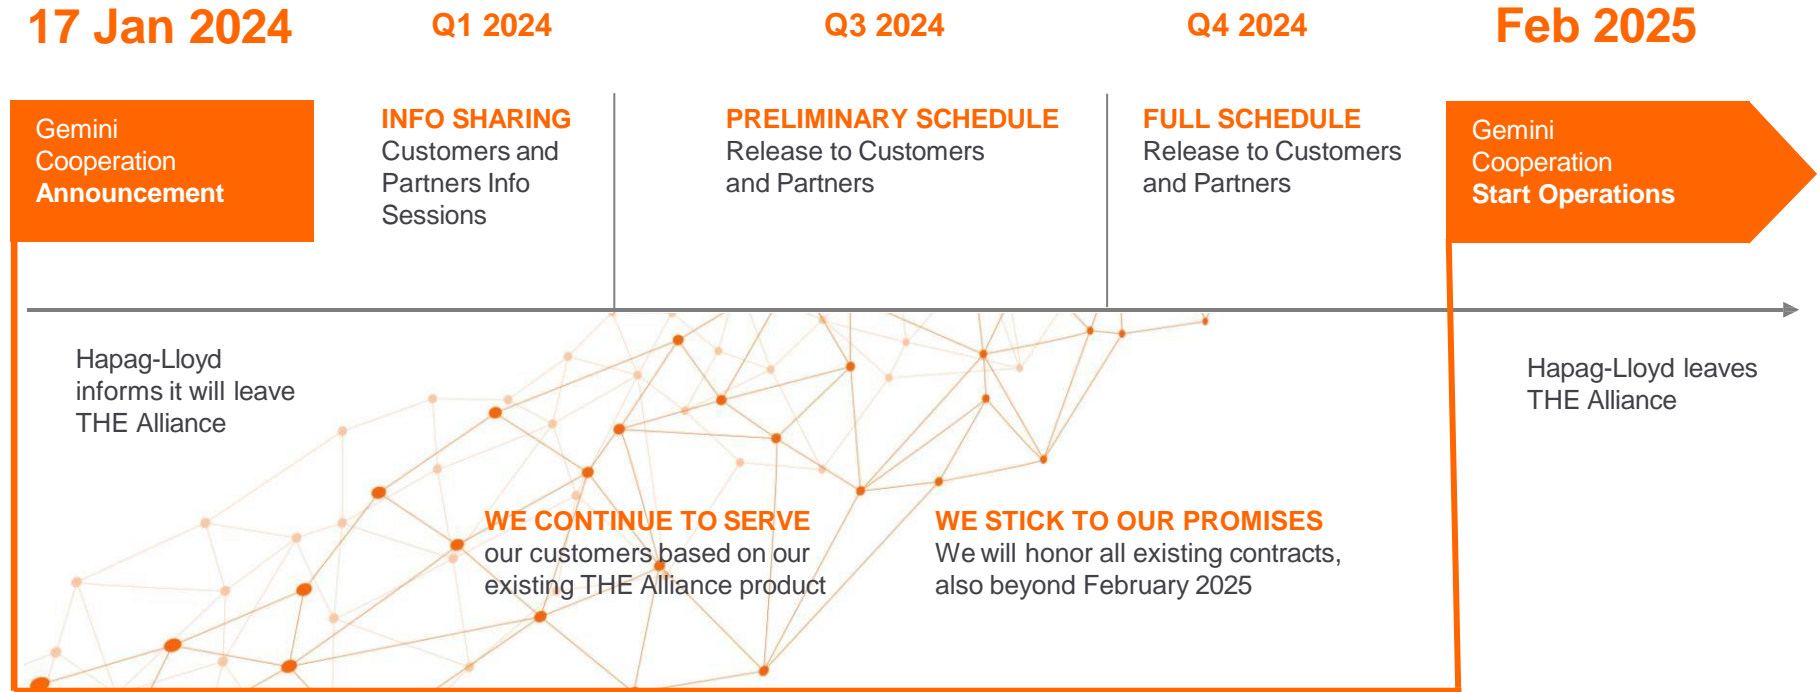 17 Jan 2024
Q1 2024
Q3 2024
Q4 2024
Feb 2025
Gemini
Cooperation
Announcement
INFO SHARING
Customers and
Partners Info
Sessions
PRELIMINARY SCHEDULE
Release to Customers
and Partners
FULL SCHEDULE
Release to Customers
and Partners
Gemini
Cooperation
Start Operations
Hapag-Lloyd
informs it will leave
THE Alliance
Hapag-Lloyd leaves
THE Alliance
WE CONTINUE TO SERVE
our customers based on our
existing THE Alliance product
WE STICK TO OUR PROMISES
We will honor all existing contracts,
also beyond February 2025